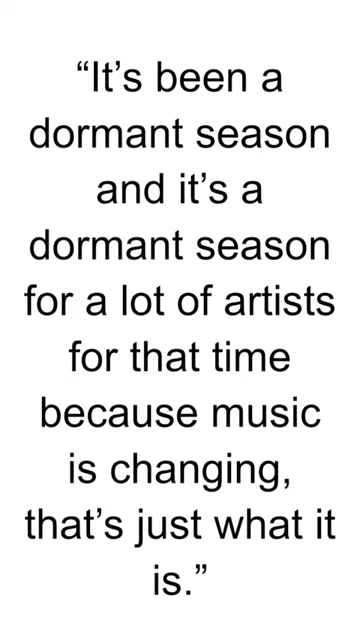 “It’s been a
dormant season
and it’s a
dormant season
for a lot of artists
for that time
because music
is changing,
that’s just what it
is.”